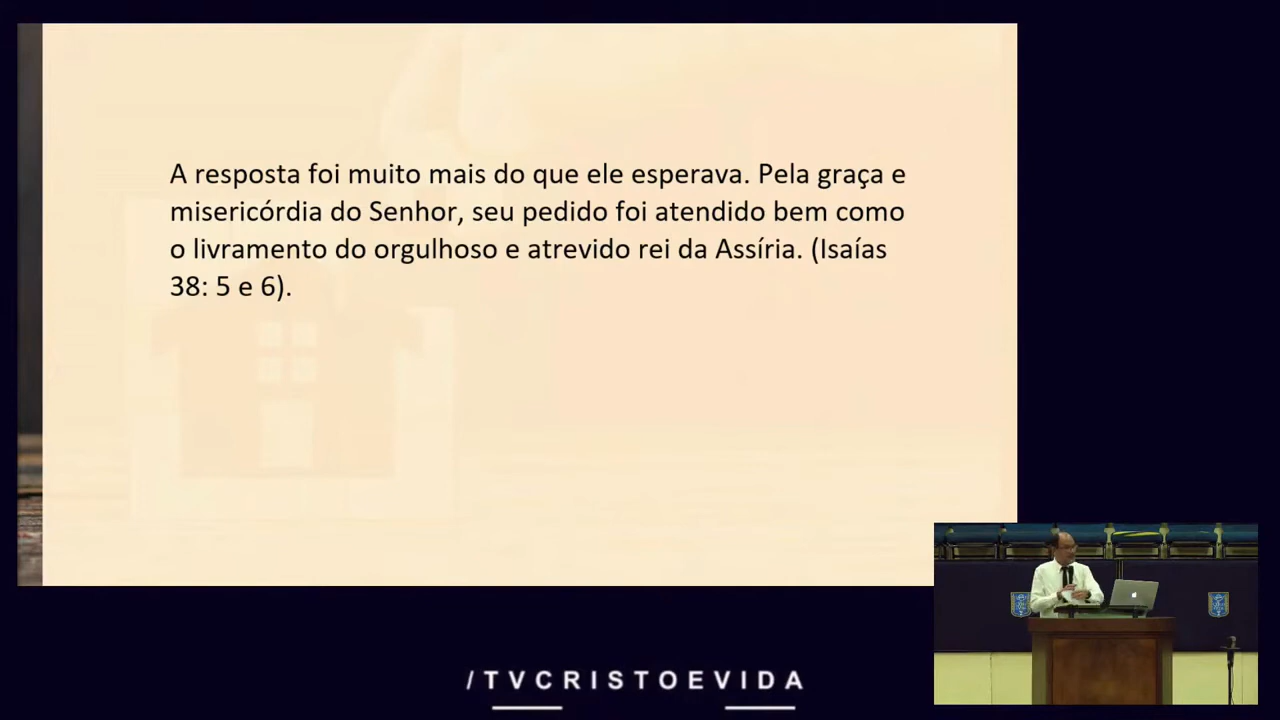 A resposta foi muito mais do que ele esperava. Pela graça e
misericórdia do Senhor, seu pedido foi atendido bem como
o livramento do orgulhoso e atrevido rei da Assíria. (Isaías
38: 5 e 6).
/TVCRISTOEVIDA